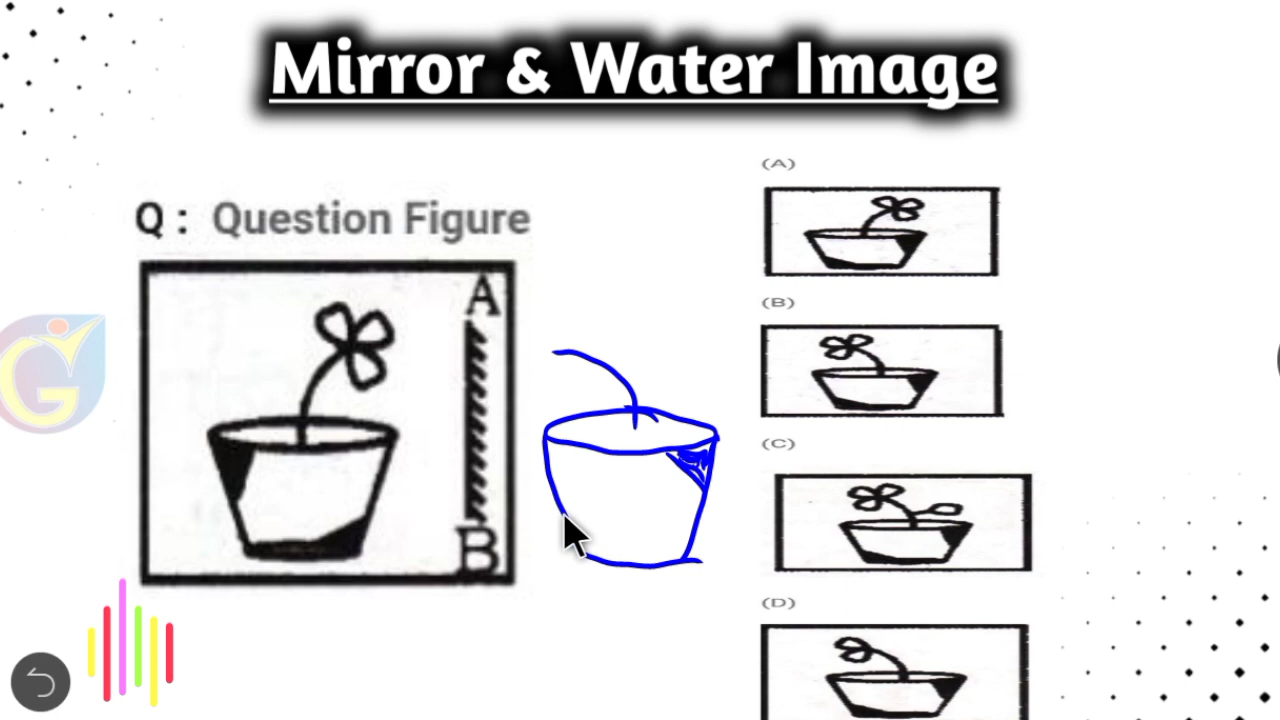 Mirror & Water Image
Q : Question Figure
A
B
(A)
(B)
(C)
(D)
G